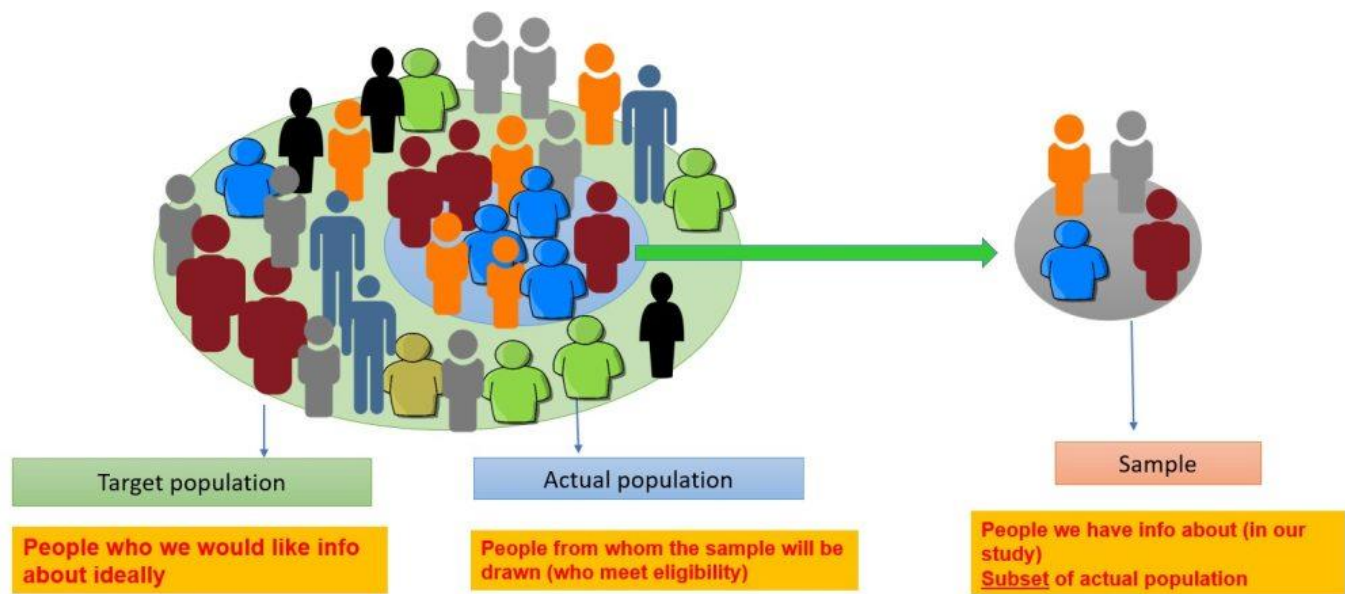 Target population
Actual population
Sample
People who we would like info
about ideally
People from whom the sample will be
drawn (who meet eligibility)
People we have info about (in our
study)
Subset of actual population